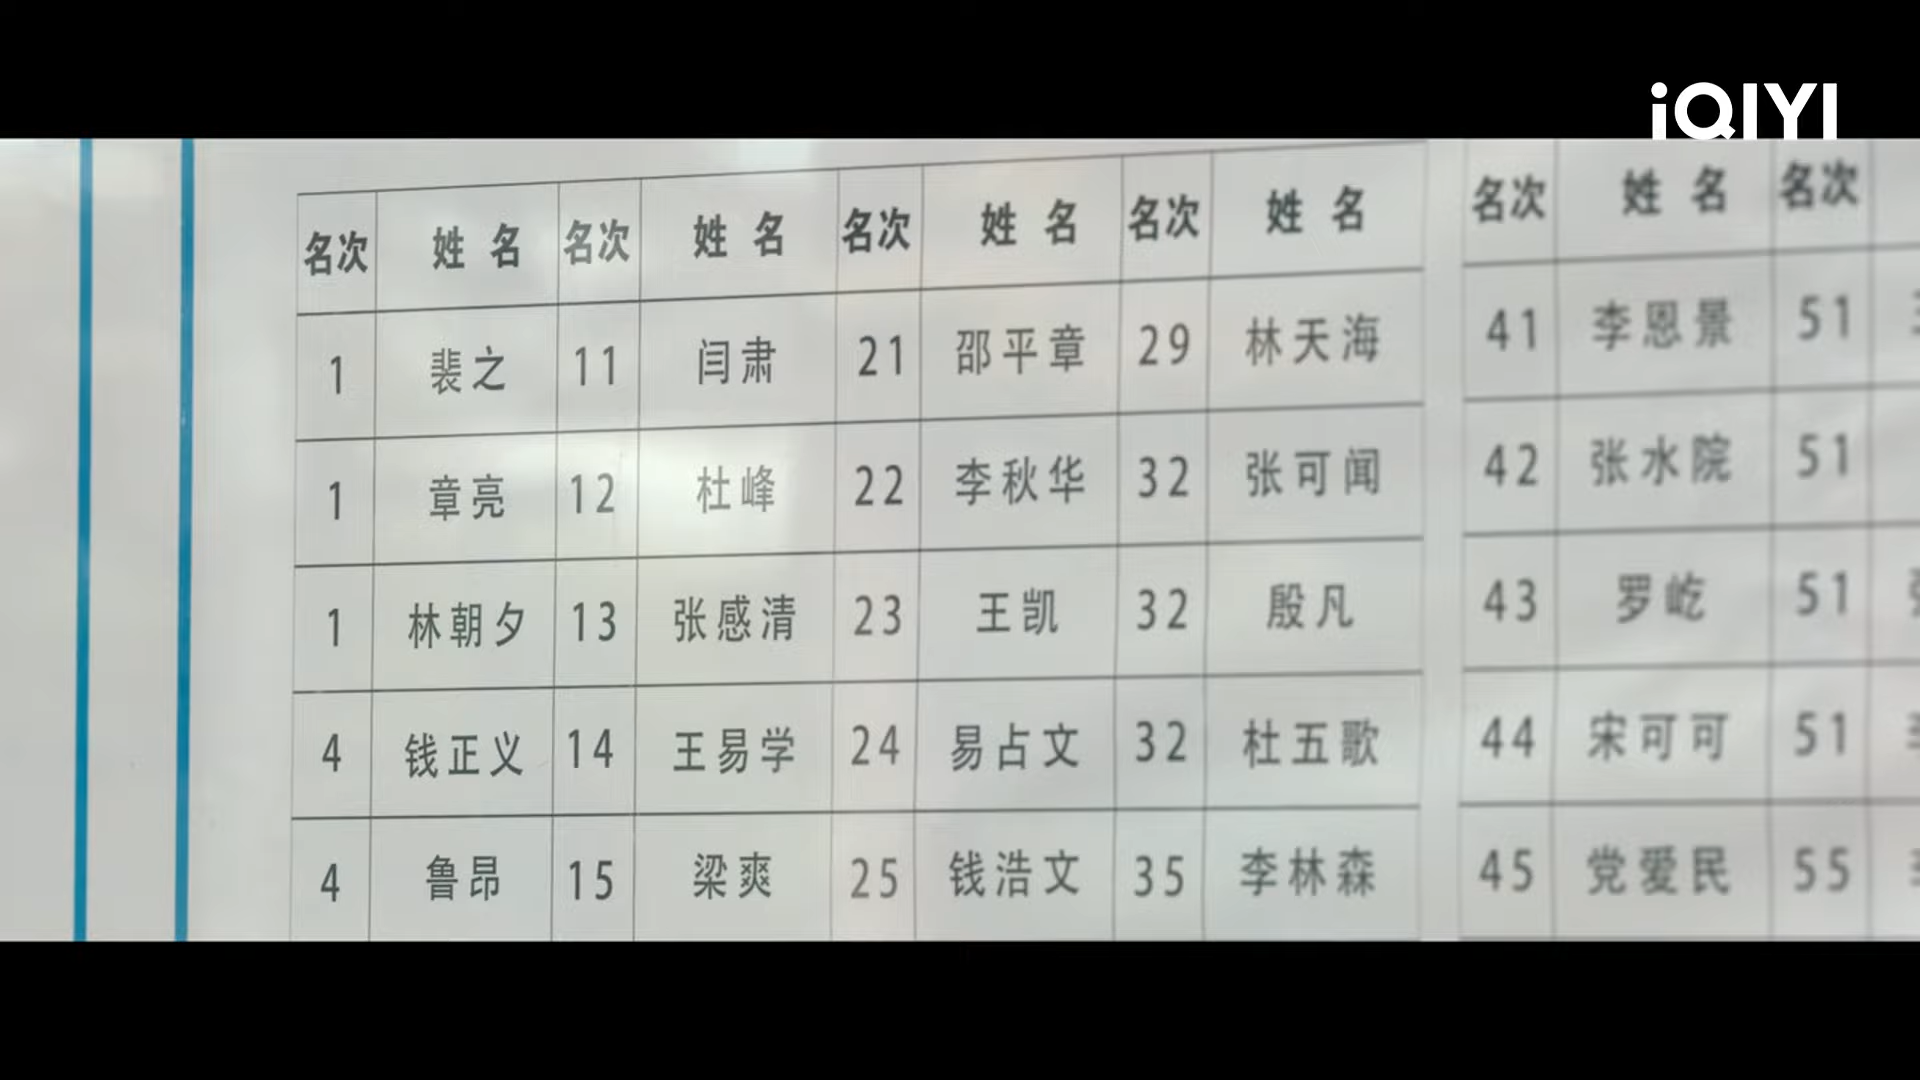 iQIYI
名次 姓名 名次 姓名 名次 姓名 名次 姓名 名次 姓名 名次
1 裴之 11 闫肃 21 邵平章 29 林天海 41 李恩景 51
1 章亮 12 杜峰 22 李秋华 32 张可闻 42 张水院 51
1 林朝夕 13 张感清 23 王凯 32 殷凡 43 罗屹 51
4 钱正义 14 王易学 24 易占文 32 杜五歌 44 宋可可 51
4 鲁昂 15 梁爽 25 钱浩文 35 李林森 45 党爱民 55